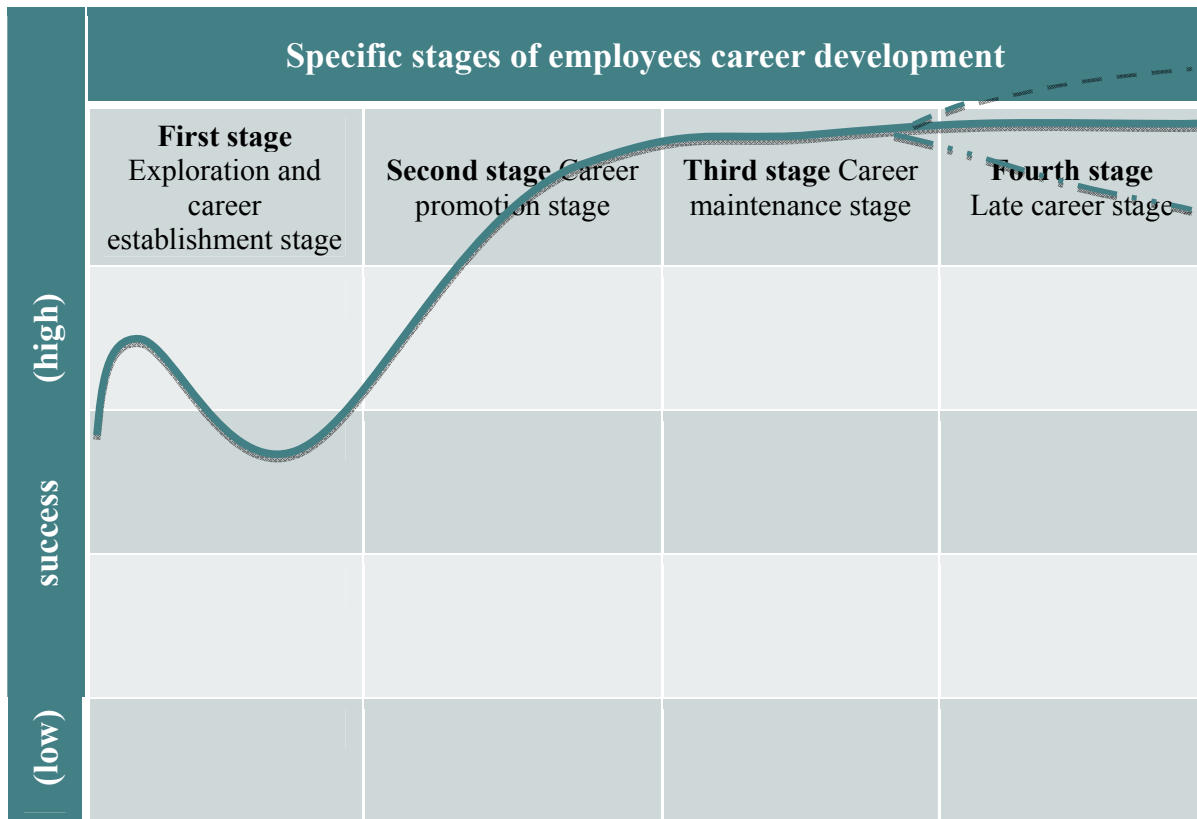 Specific stages of employees career development
First stage
Exploration and
career
establishment stage
Second stage Career
promotion stage
Third stage Career
maintenance stage
Fourth stage
Late career stage
(low) success (high)